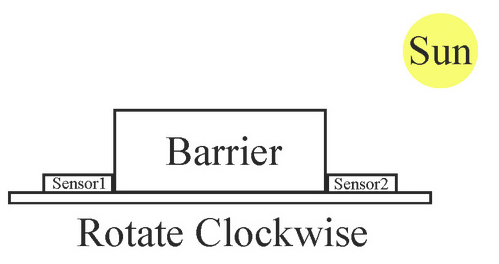 Sun
Barrier
Sensor1
Sensor2
Rotate Clockwise